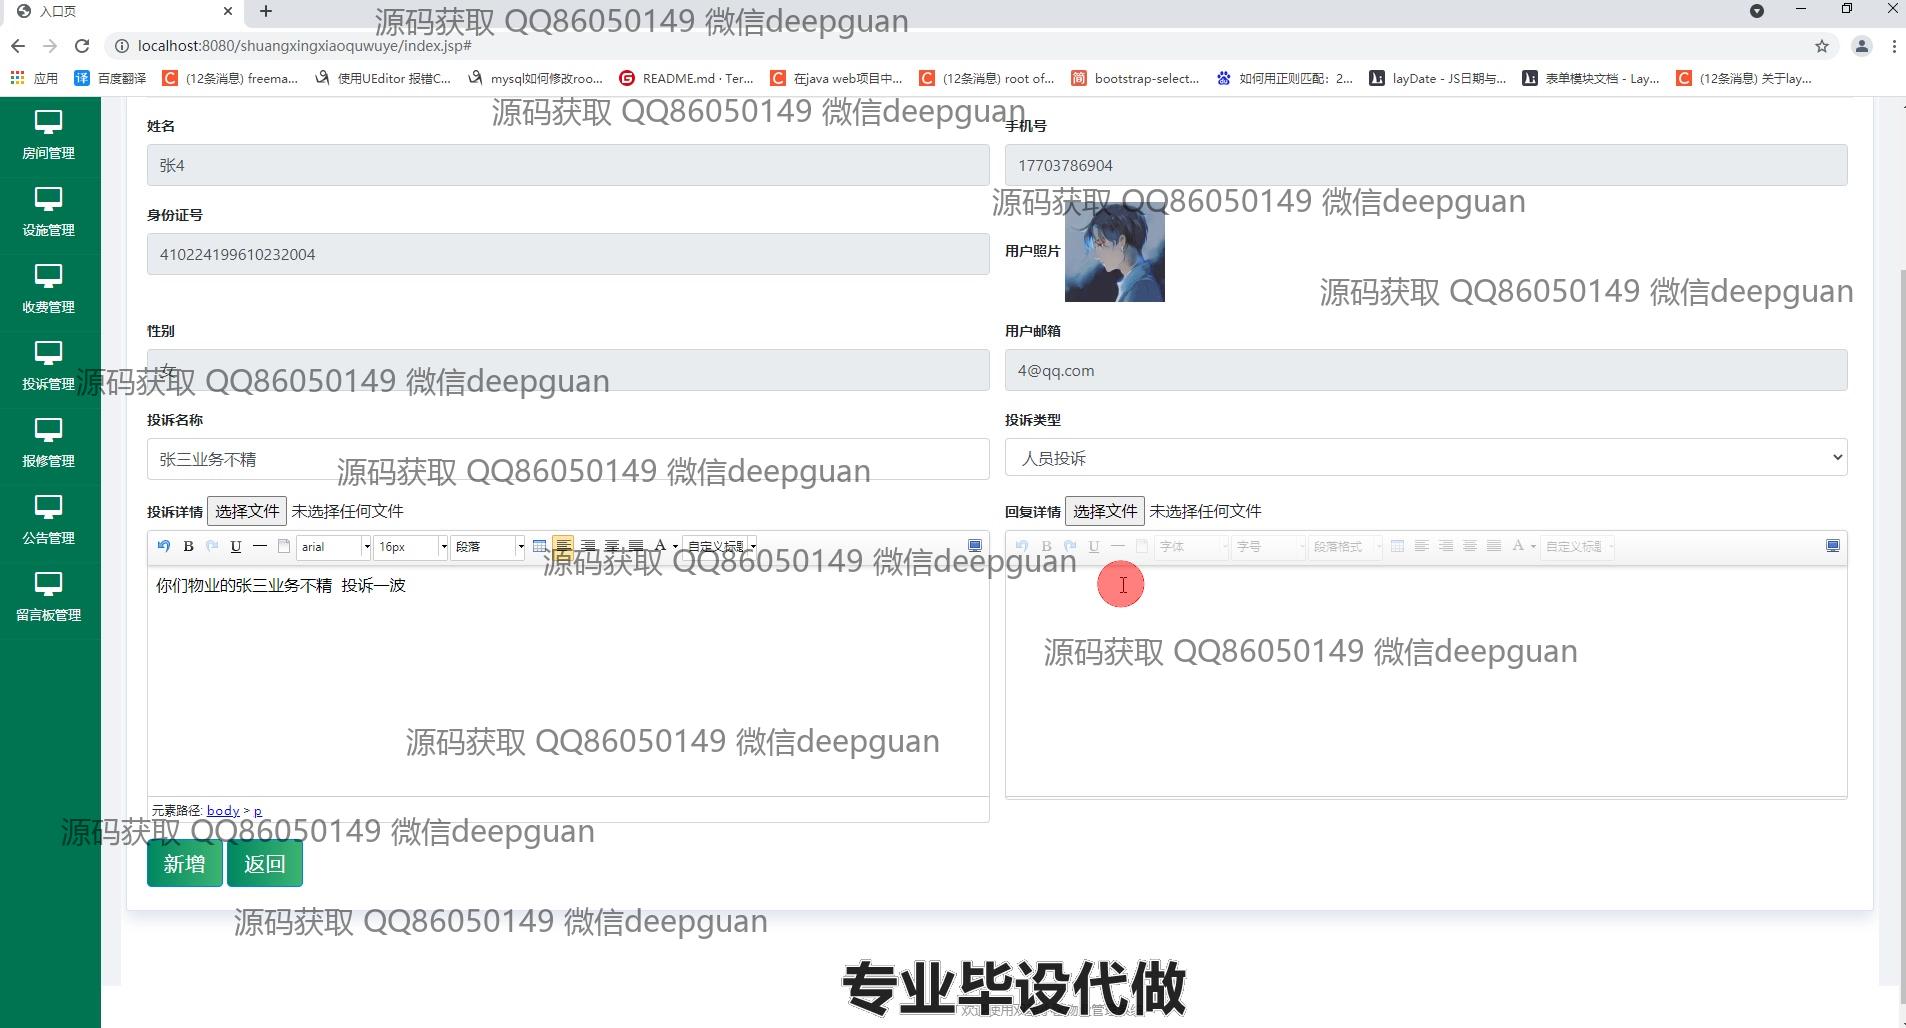 入口页
源码获取 QQ86050149 微信deepguan
localhost:8080/shuangxingxiaoquwuye/index.jsp#
应用 百度翻译 (12条消息) freema... 使用UEditor 报错C... mysql如何修改roo... README.md · Ter... 在java web项目中... (12条消息) root of... bootstrap-select... 如何用正则匹配：2... layDate - JS日期与... 表单模块文档 - Lay... (12条消息) 关于lay...
源码获取 QQ86050149 微信deepguan
房间管理
设施管理
收费管理
投诉管理
报修管理
公告管理
留言板管理
姓名 手机号
张4 17703786904
源码获取 QQ86050149 微信deepguan
身份证号 用户照片
410224199610232004
源码获取 QQ86050149 微信deepguan
性别 用户邮箱
女 4@qq.com
源码获取 QQ86050149 微信deepguan
投诉名称 投诉类型
张三业务不精 人员投诉
源码获取 QQ86050149 微信deepguan
投诉详情 选择文件 未选择任何文件 回复详情 选择文件 未选择任何文件
B U arial 16px 段落 A 自定义标题 B U 字体 字号 段落格式 A 自定义标题
源码获取 QQ86050149 微信deepguan
你们物业的张三业务不精 投诉一波
源码获取 QQ86050149 微信deepguan
源码获取 QQ86050149 微信deepguan
元素路径: body > p
源码获取 QQ86050149 微信deepguan
新增 返回
源码获取 QQ86050149 微信deepguan
专业毕设代做